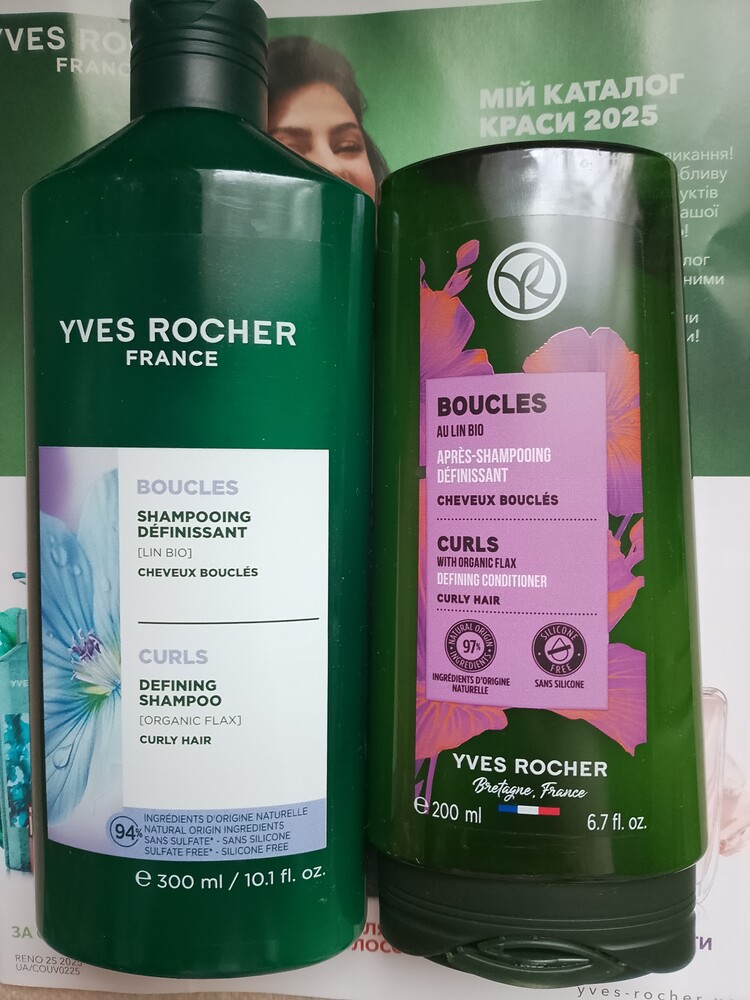 YVES RO
FRANC
МІЙ КАТАЛОГ
КРАСИ 2025
YVES ROCHER
FRANCE
BOUCLES
SHAMPOOING
DÉFINISSANT
[LIN BIO]
CHEVEUX BOUCLÉS
CURLS
DEFINING
SHAMPOO
[ORGANIC FLAX]
CURLY HAIR
94%
INGRÉDIENTS D'ORIGINE NATURELLE
NATURAL ORIGIN INGREDIENTS
SANS SULFATE* - SANS SILICONE
SULFATE FREE* - SILICONE FREE
℮ 300 ml / 10.1 fl. oz.
BOUCLES
AU LIN BIO
APRÈS-SHAMPOOING
DÉFINISSANT
CHEVEUX BOUCLÉS
CURLS
WITH ORGANIC FLAX
DEFINING CONDITIONER
CURLY HAIR
NATURAL ORIGIN
97%
INGREDIENTS
INGRÉDIENTS D'ORIGINE
NATURELLE
SILICONE
FREE
SANS SILICONE
YVES ROCHER
Bretagne, France
℮ 200 ml
6.7 fl. oz.
ЗА
RENO 25 2025
UA/COUV0225
yves-rocher